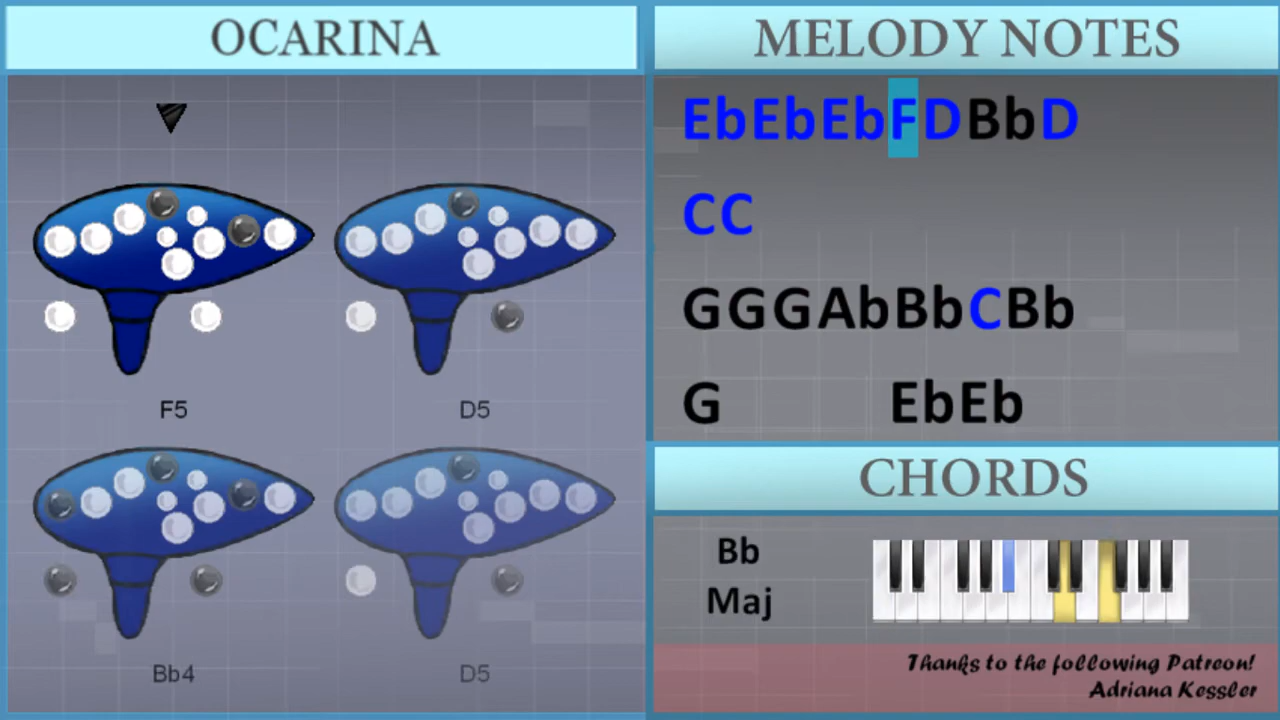 OCARINA
F5
D5
Bb4
D5
MELODY NOTES
EbEbEbFDBbD
CC
GGGAbBbCBb
G EbEb
CHORDS
Bb
Maj
Thanks to the following Patreon!
Adriana Kessler